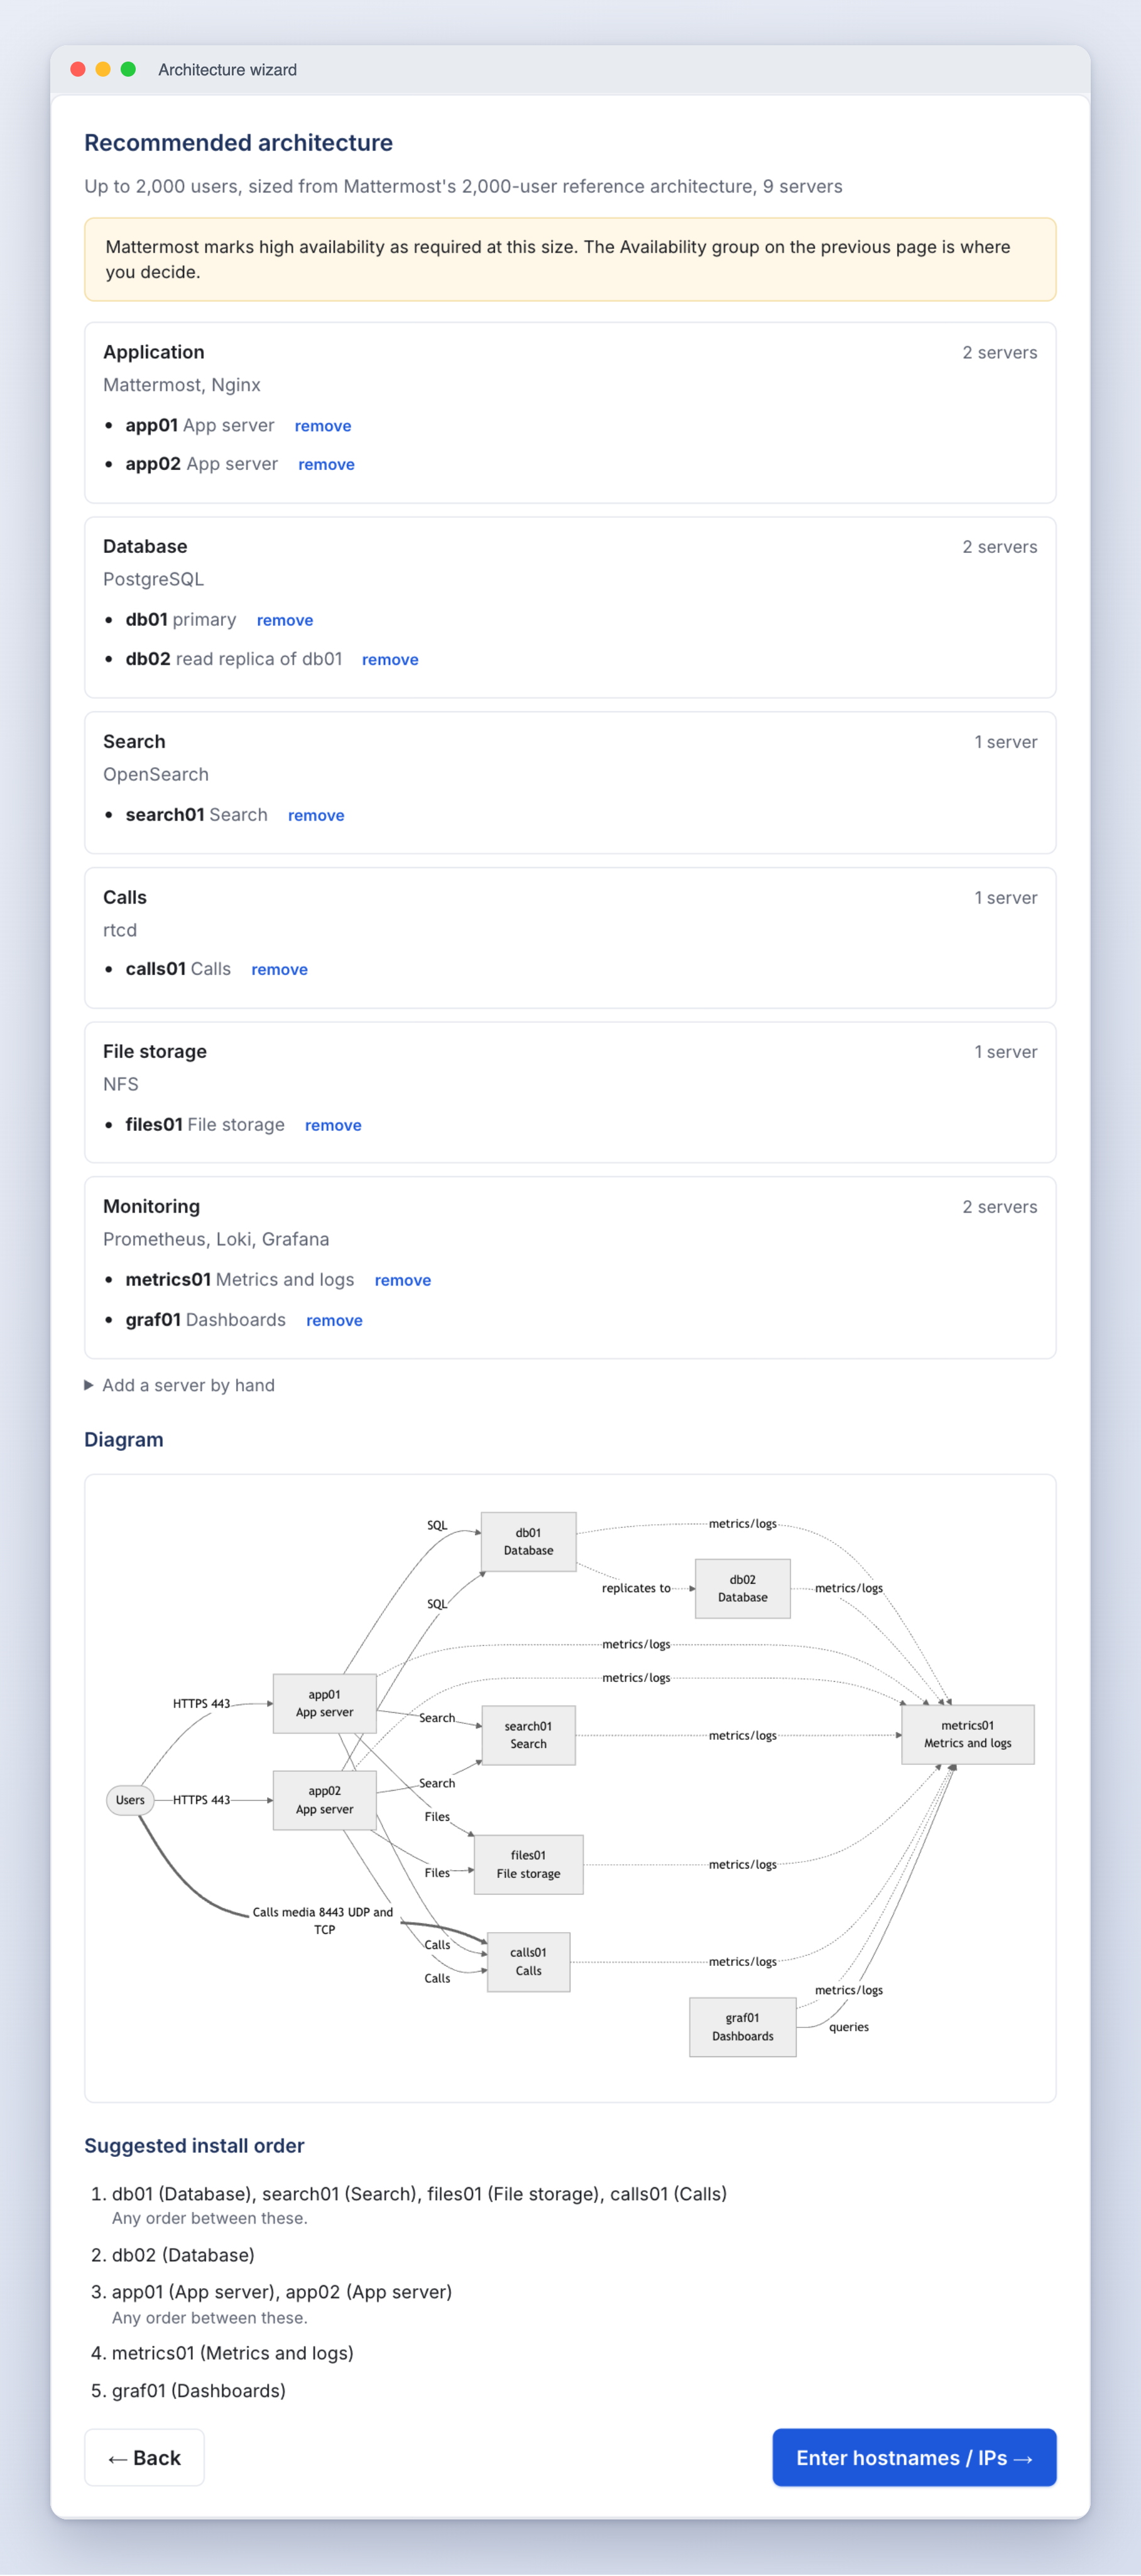 Architecture wizard
Recommended architecture
Up to 2,000 users, sized from Mattermost's 2,000-user reference architecture, 9 servers
Mattermost marks high availability as required at this size. The Availability group on the previous page is where
you decide.
Application
2 servers
Mattermost, Nginx
• app01 App server remove
• app02 App server remove
Database
2 servers
PostgreSQL
• db01 primary remove
• db02 read replica of db01 remove
Search
1 server
OpenSearch
• search01 Search remove
Calls
1 server
rtcd
• calls01 Calls remove
File storage
1 server
NFS
• files01 File storage remove
Monitoring
2 servers
Prometheus, Loki, Grafana
• metrics01 Metrics and logs remove
• graf01 Dashboards remove
▶ Add a server by hand
Diagram
SQL
db01
Database
metrics/logs
replicates to
db02
Database
metrics/logs
SQL
metrics/logs
metrics/logs
HTTPS 443
app01
App server
Search
search01
Search
metrics/logs
metrics01
Metrics and logs
Users
HTTPS 443
app02
App server
Search
Files
files01
File storage
metrics/logs
Files
Calls media 8443 UDP and
TCP
Calls
calls01
Calls
metrics/logs
Calls
metrics/logs
graf01
Dashboards
queries
Suggested install order
1. db01 (Database), search01 (Search), files01 (File storage), calls01 (Calls)
Any order between these.
2. db02 (Database)
3. app01 (App server), app02 (App server)
Any order between these.
4. metrics01 (Metrics and logs)
5. graf01 (Dashboards)
← Back
Enter hostnames / IPs →